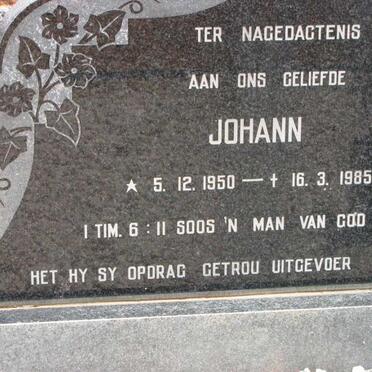 TER NAGEDAGTENIS
AAN ONS GELIEFDE
JOHANN
★ 5. 12. 1950 — † 16. 3. 1985
I TIM. 6 : 11 SOOS 'N MAN VAN GOD
HET HY SY OPDRAG GETROU UITGEVOER